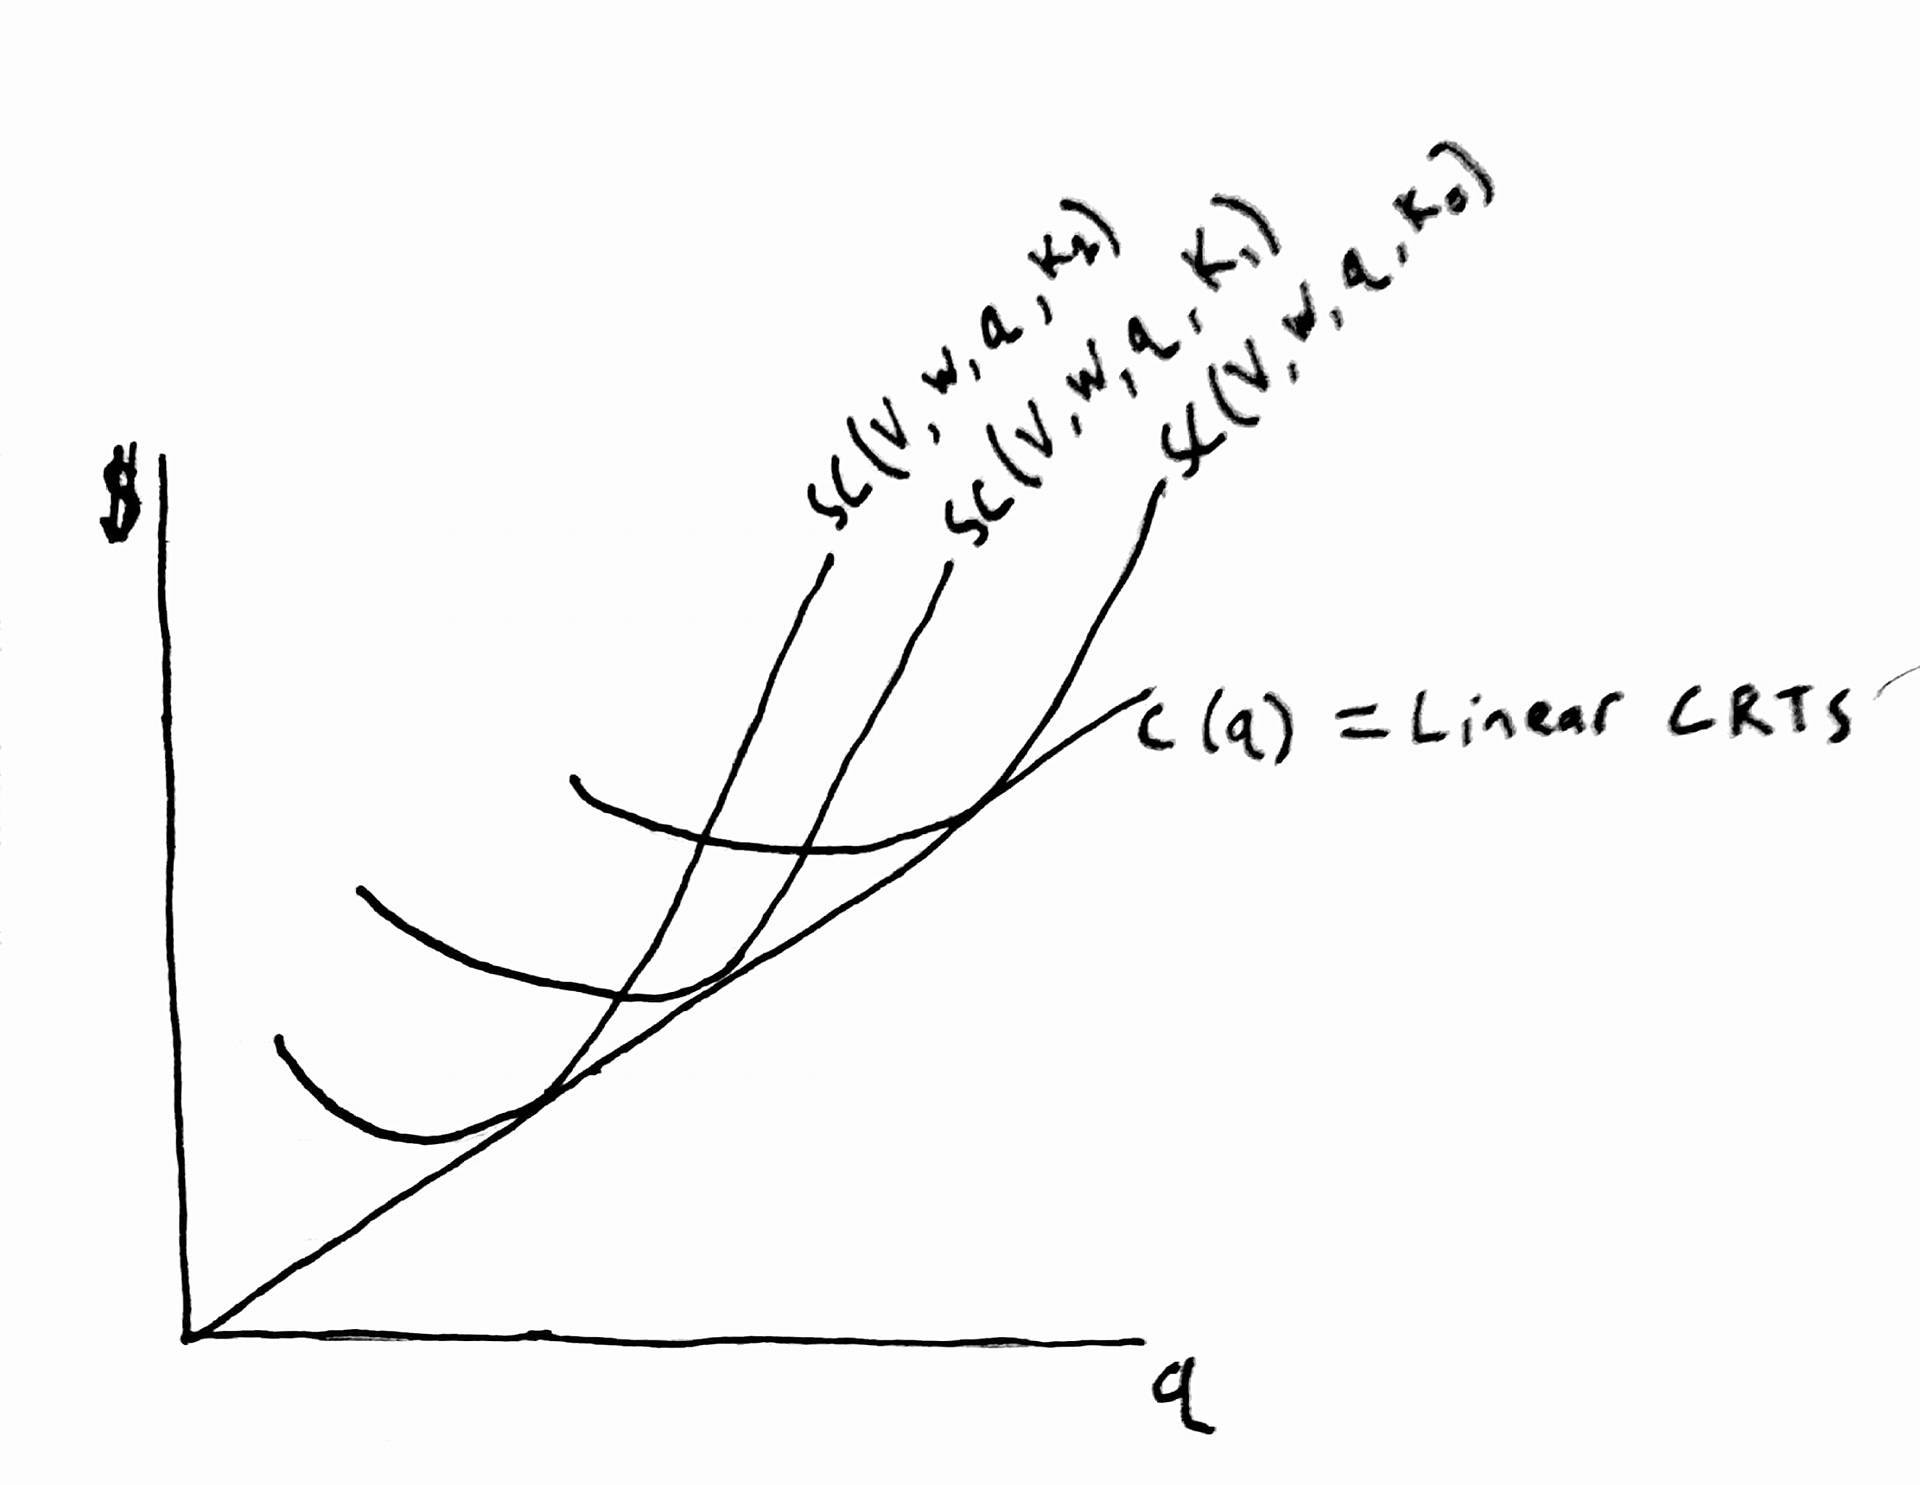 SC(V, w, q, K2)
SC(V, w, q, K1)
SC(V, w, q, K0)
$
C(q) = Linear CRTS
q